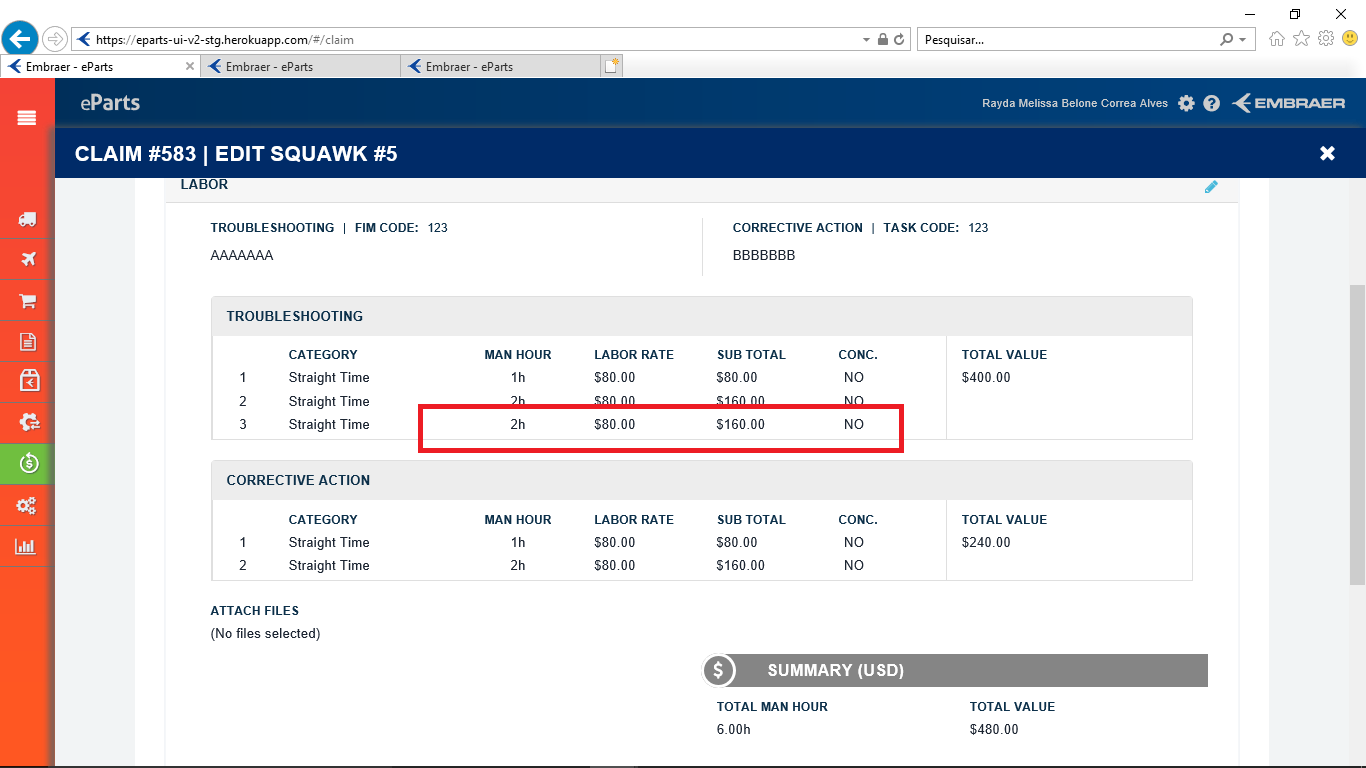 https://eparts-ui-v2-stg.herokuapp.com/#/claim
Pesquisar...
Embraer - eParts
Embraer - eParts
Embraer - eParts
eParts
Rayda Melissa Belone Correa Alves
EMBRAER
CLAIM #583 | EDIT SQUAWK #5
LABOR
TROUBLESHOOTING | FIM CODE: 123
AAAAAAA
CORRECTIVE ACTION | TASK CODE: 123
BBBBBBB
TROUBLESHOOTING
CATEGORY MAN HOUR LABOR RATE SUB TOTAL CONC. TOTAL VALUE
1 Straight Time 1h $80.00 $80.00 NO $400.00
2 Straight Time 2h $80.00 $160.00 NO
3 Straight Time 2h $80.00 $160.00 NO
CORRECTIVE ACTION
CATEGORY MAN HOUR LABOR RATE SUB TOTAL CONC. TOTAL VALUE
1 Straight Time 1h $80.00 $80.00 NO $240.00
2 Straight Time 2h $80.00 $160.00 NO
ATTACH FILES
(No files selected)
$ SUMMARY (USD)
TOTAL MAN HOUR TOTAL VALUE
6.00h $480.00